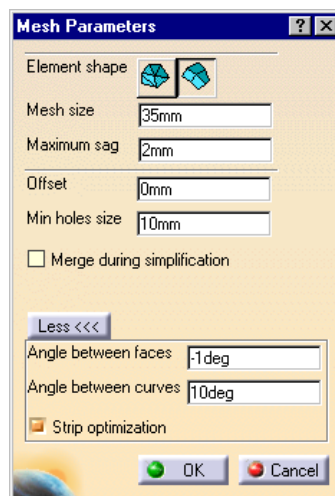 Mesh Parameters
Element shape
Mesh size 35mm
Maximum sag 2mm
Offset 0mm
Min holes size 10mm
Merge during simplification
Less <<<
Angle between faces -1deg
Angle between curves 10deg
Strip optimization
OK Cancel